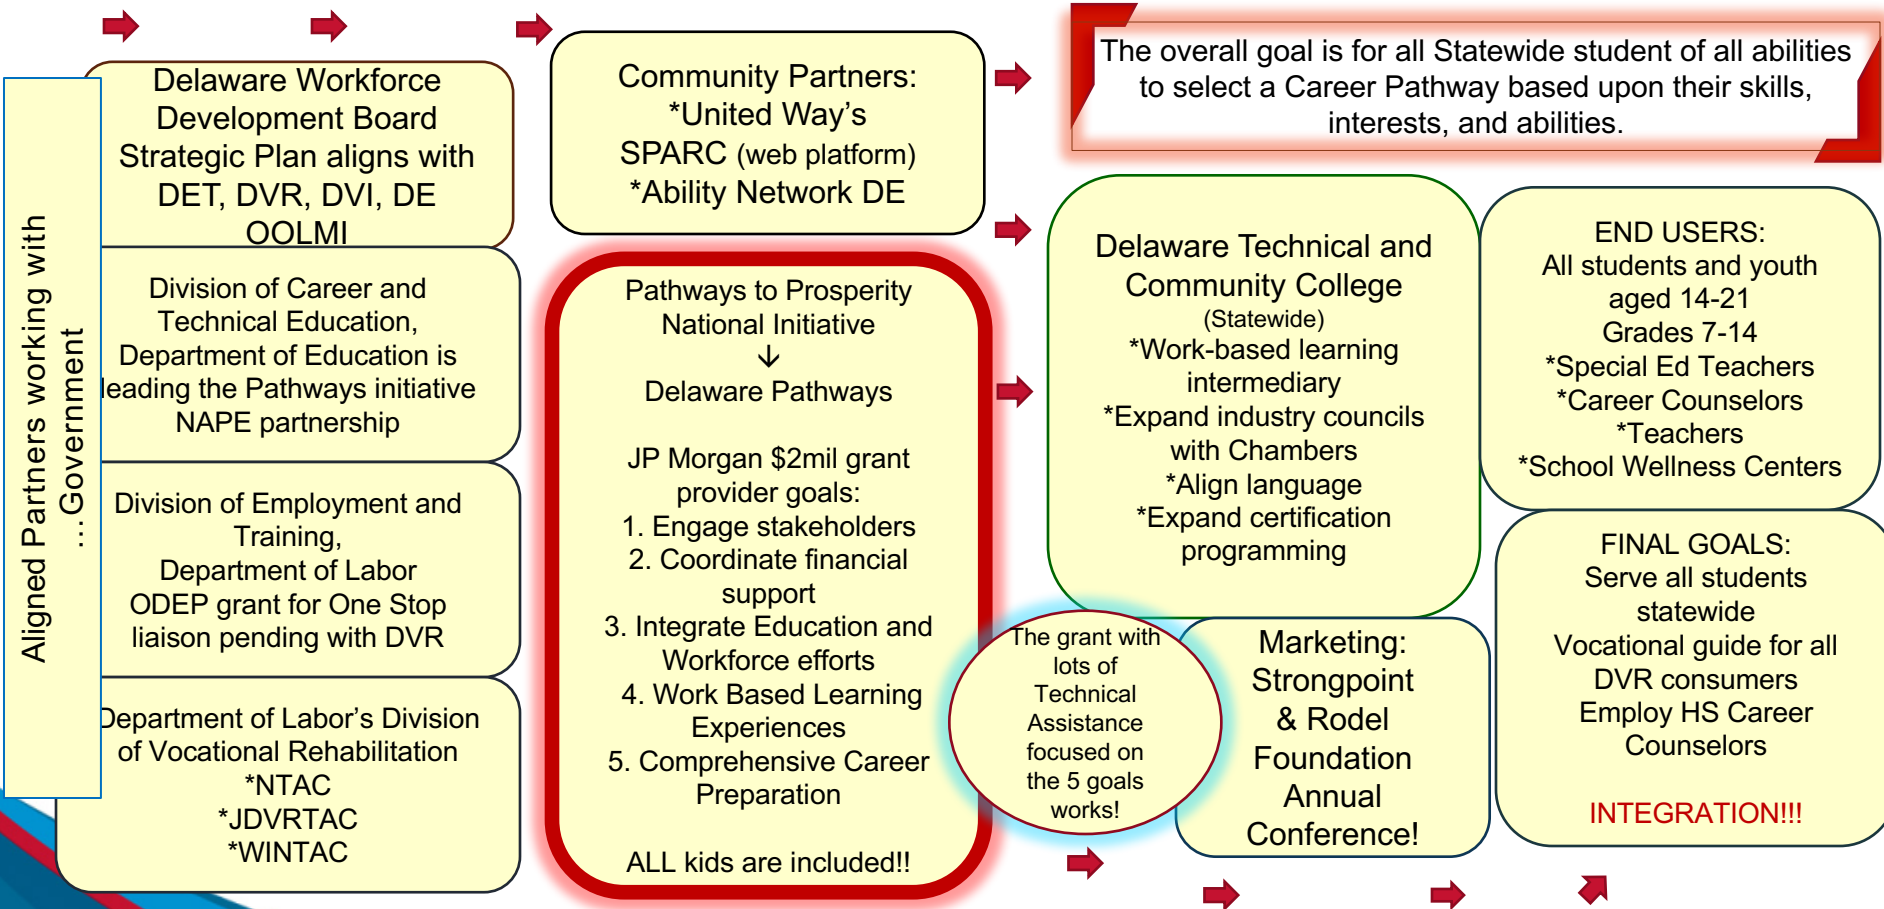 Aligned Partners working with
…Government
Delaware Workforce
Development Board
Strategic Plan aligns with
DET, DVR, DVI, DE
OOLMI
Division of Career and
Technical Education,
Department of Education is
leading the Pathways initiative
NAPE partnership
Division of Employment and
Training,
Department of Labor
ODEP grant for One Stop
liaison pending with DVR
Department of Labor’s Division
of Vocational Rehabilitation
*NTAC
*JDVRTAC
*WINTAC
Community Partners:
*United Way’s
SPARC (web platform)
*Ability Network DE
Pathways to Prosperity
National Initiative
↓
Delaware Pathways
JP Morgan $2mil grant
provider goals:
1. Engage stakeholders
2. Coordinate financial
support
3. Integrate Education and
Workforce efforts
4. Work Based Learning
Experiences
5. Comprehensive Career
Preparation
ALL kids are included!!
The overall goal is for all Statewide student of all abilities
to select a Career Pathway based upon their skills,
interests, and abilities.
Delaware Technical and
Community College
(Statewide)
*Work-based learning
intermediary
*Expand industry councils
with Chambers
*Align language
*Expand certification
programming
The grant with
lots of
Technical
Assistance
focused on
the 5 goals
works!
Marketing:
Strongpoint
& Rodel
Foundation
Annual
Conference!
END USERS:
All students and youth
aged 14-21
Grades 7-14
*Special Ed Teachers
*Career Counselors
*Teachers
*School Wellness Centers
FINAL GOALS:
Serve all students
statewide
Vocational guide for all
DVR consumers
Employ HS Career
Counselors
INTEGRATION!!!